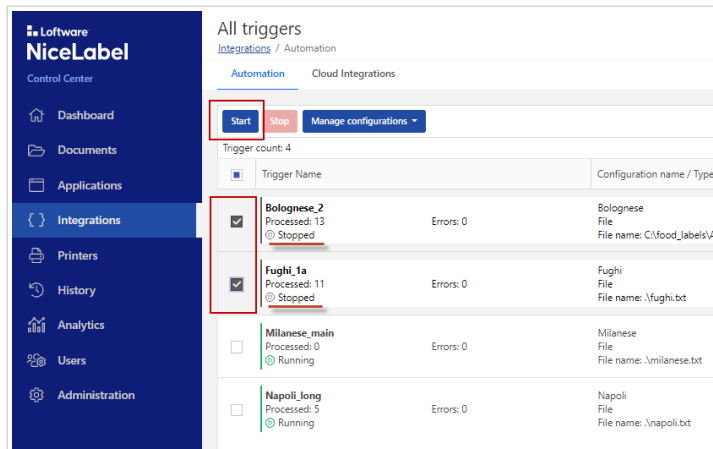 Loftware
NiceLabel
Control Center
Dashboard
Documents
Applications
Integrations
Printers
History
Analytics
Users
Administration
All triggers
Integrations / Automation
Automation Cloud Integrations
Start Stop Manage configurations
Trigger count: 4
Trigger Name Configuration name / Type
Bolognese_2 Bolognese
Processed: 13 Errors: 0 File
Stopped File name: C:\food_labels\A
Fughi_1a Fughi
Processed: 11 Errors: 0 File
Stopped File name: .\fughi.txt
Milanese_main Milanese
Processed: 0 Errors: 0 File
Running File name: .\milanese.txt
Napoli_long Napoli
Processed: 5 Errors: 0 File
Running File name: .\napoli.txt